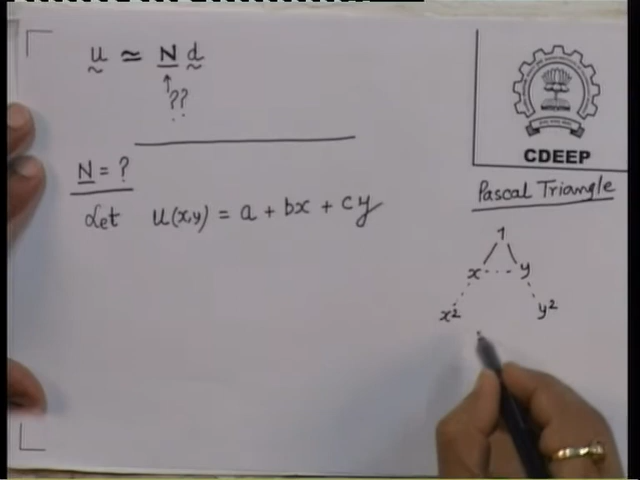 u ≃ N d
↑
??
N = ?
Let u(x,y) = a + bx + cy
CDEEP
Pascal Triangle
1
x y
x² y²